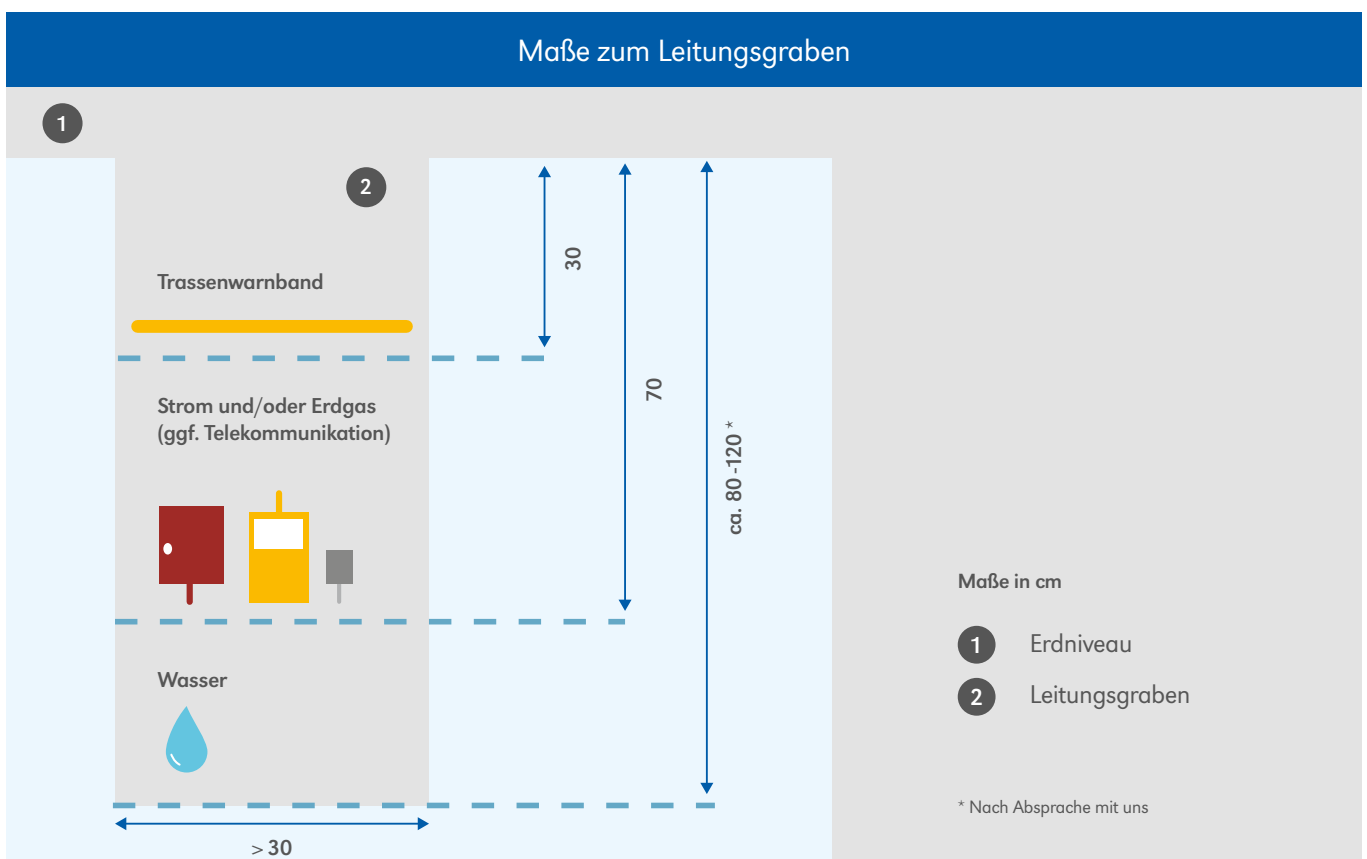 Maße zum Leitungsgraben
1
2
Trassenwarnband
30
Strom und/oder Erdgas
(ggf. Telekommunikation)
70
ca. 80 -120 *
Wasser
> 30
Maße in cm
1 Erdniveau
2 Leitungsgraben
* Nach Absprache mit uns